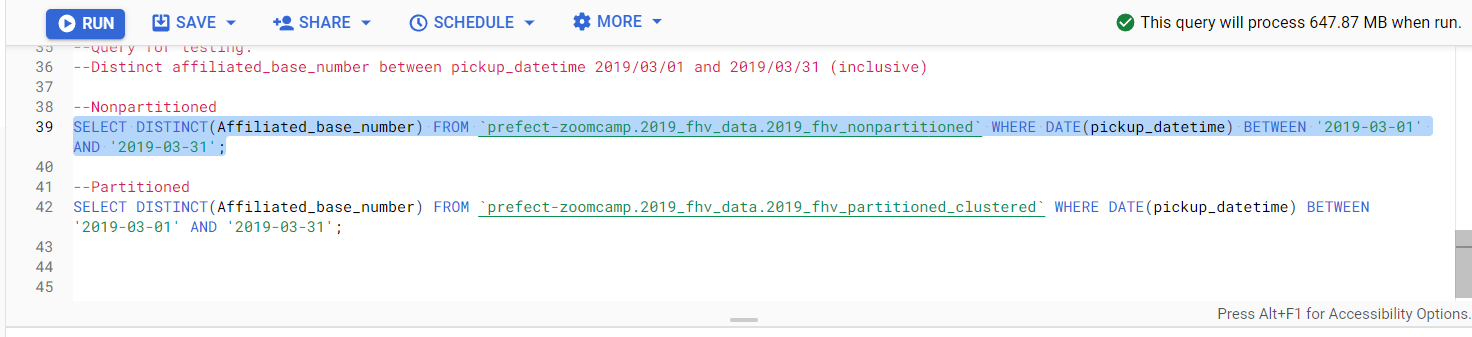 RUN SAVE SHARE SCHEDULE MORE This query will process 647.87 MB when run.
35 --Query for testing.
36 --Distinct affiliated_base_number between pickup_datetime 2019/03/01 and 2019/03/31 (inclusive)
37
38 --Nonpartitioned
39 SELECT DISTINCT(Affiliated_base_number) FROM `prefect-zoomcamp.2019_fhv_data.2019_fhv_nonpartitioned` WHERE DATE(pickup_datetime) BETWEEN '2019-03-01'
AND '2019-03-31';
40
41 --Partitioned
42 SELECT DISTINCT(Affiliated_base_number) FROM `prefect-zoomcamp.2019_fhv_data.2019_fhv_partitioned_clustered` WHERE DATE(pickup_datetime) BETWEEN
'2019-03-01' AND '2019-03-31';
43
44
45
Press Alt+F1 for Accessibility Options.